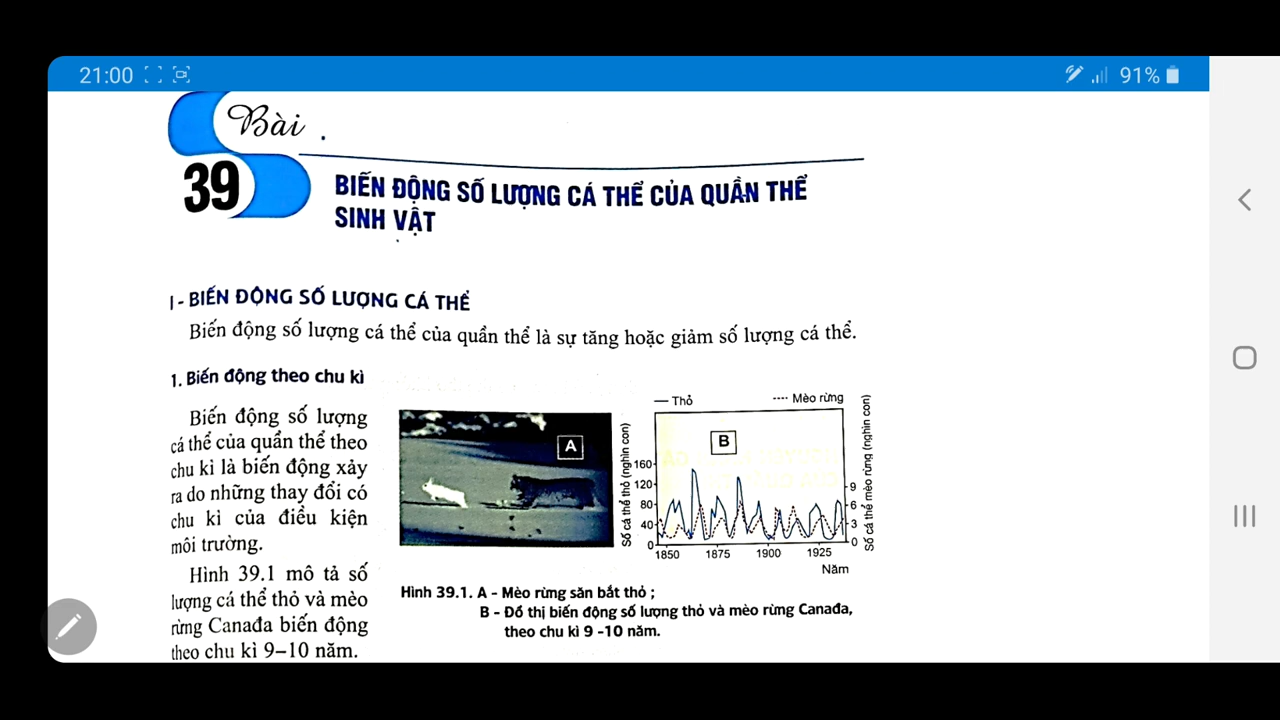 21:00
91%
Bài
39
BIẾN ĐỘNG SỐ LƯỢNG CÁ THỂ CỦA QUẦN THỂ
SINH VẬT
I - BIẾN ĐỘNG SỐ LƯỢNG CÁ THỂ
Biến động số lượng cá thể của quần thể là sự tăng hoặc giảm số lượng cá thể.
1. Biến động theo chu kì
Biến động số lượng
cá thể của quần thể theo
chu kì là biến động xảy
ra do những thay đổi có
chu kì của điều kiện
môi trường.
Hình 39.1 mô tả số
lượng cá thể thỏ và mèo
rừng Canađa biến động
theo chu kì 9–10 năm.
A
Thỏ
Mèo rừng
B
Số cá thể thỏ (nghìn con)
160
120
80
40
0
9
6
3
0
Số cá thể mèo rừng (nghìn con)
1850 1875 1900 1925
Năm
Hình 39.1. A - Mèo rừng săn bắt thỏ ;
B - Đồ thị biến động số lượng thỏ và mèo rừng Canađa,
theo chu kì 9 -10 năm.